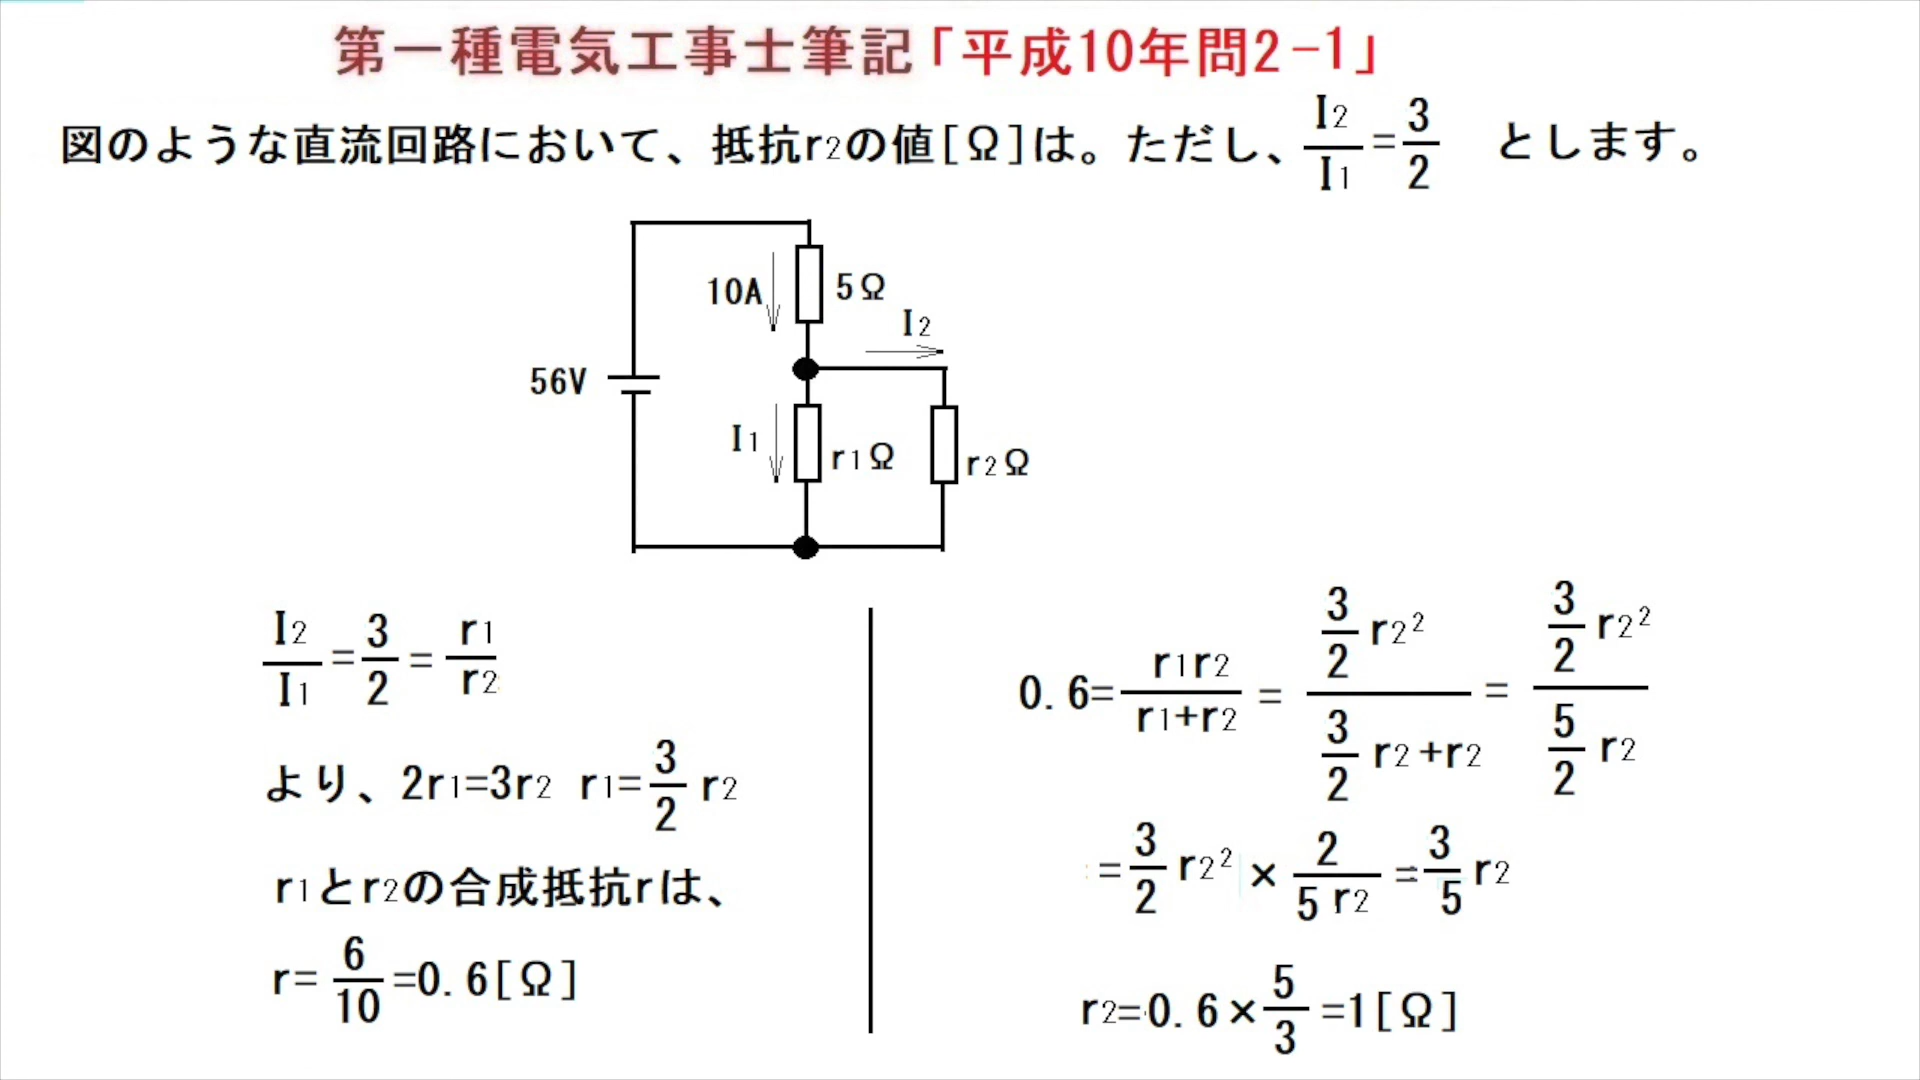 第一種電気工事士筆記「平成10年問2-1」
図のような直流回路において、抵抗r2の値[Ω]は。ただし、I2/I1=3/2 とします。
10A
5Ω
I2
56V
I1
r1Ω
r2Ω
I2/I1=3/2=r1/r2
より、2r1=3r2 r1=3/2 r2
r1とr2の合成抵抗rは、
r=6/10=0.6[Ω]
0.6=r1r2/(r1+r2)=(3/2 r2²)/(3/2 r2+r2)=(3/2 r2²)/(5/2 r2)
=3/2 r2²×2/(5 r2)=3/5 r2
r2=0.6×5/3=1[Ω]